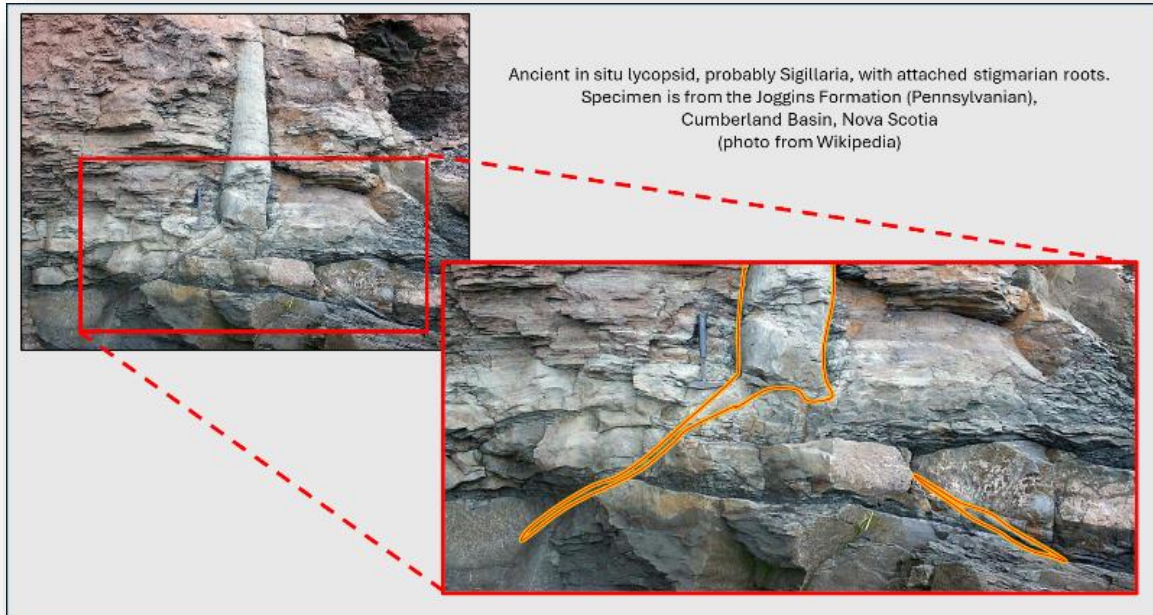 Ancient in situ lycopsid, probably Sigillaria, with attached stigmarian roots.
Specimen is from the Joggins Formation (Pennsylvanian),
Cumberland Basin, Nova Scotia
(photo from Wikipedia)